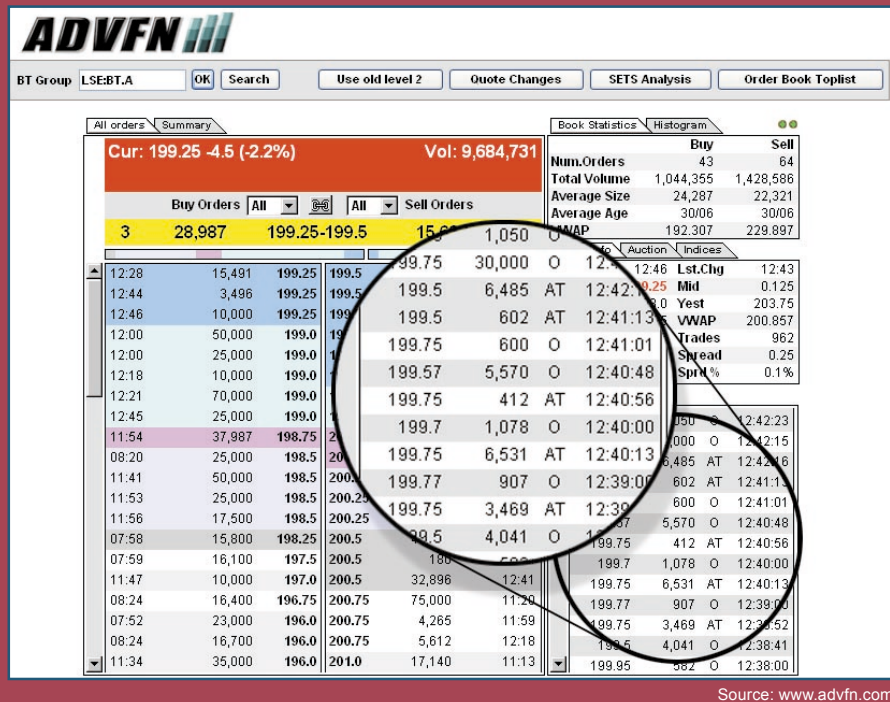 ADVFN
BT Group LSE:BT.A OK Search Use old level 2 Quote Changes SETS Analysis Order Book Toplist
All orders Summary
Cur: 199.25 -4.5 (-2.2%) Vol: 9,684,731
Buy Orders All All Sell Orders
3 28,987 199.25-199.5
12:28 15,491 199.25 199.5
12:44 3,496 199.25 199.5
12:46 10,000 199.25
12:00 50,000 199.0
12:00 25,000 199.0
12:18 10,000 199.0
12:21 70,000 199.0
12:45 25,000 199.0
11:54 37,987 198.75
08:20 25,000 198.5
11:41 50,000 198.5
11:53 25,000 198.5 200.25
11:56 17,500 198.5 200.25
07:58 15,800 198.25 200.5
07:59 16,100 197.5 200.5 180
11:47 10,000 197.0 200.5 32,896 12:41
08:24 16,400 196.75 200.75 75,000 11:20
07:52 23,000 196.0 200.75 4,265 11:59
08:24 16,700 196.0 200.75 5,612 12:18
11:34 35,000 196.0 201.0 17,140 11:13
Book Statistics Histogram
Buy Sell
Num.Orders 43 64
Total Volume 1,044,355 1,428,586
Average Size 24,287 22,321
Average Age 30/06 30/06
192.307 229.897
Auction Indices
12:46 Lst.Chg 12:43
Mid 0.125
Yest 203.75
VWAP 200.857
Trades 962
Spread 0.25
Sprd% 0.1%
1,050
199.75 30,000 O
199.5 6,485 AT
199.5 602 AT 12:41:13
199.75 600 O 12:41:01
199.57 5,570 O 12:40:48
199.75 412 AT 12:40:56
199.7 1,078 O 12:40:00
199.75 6,531 AT 12:40:13
199.77 907 O 12:39:00
199.75 3,469 AT
4,041 O
12:42:23
O 12:42:15
6,485 AT 12:42:16
602 AT
600 O 12:41:01
5,570 O 12:40:48
199.75 412 AT 12:40:56
199.7 1,078 O 12:40:00
199.75 6,531 AT 12:40:13
199.77 907 O
199.75 3,469 AT 12:38:52
199.5 4,041 O 12:38:41
199.95 582 O 12:38:00
Source: www.advfn.com